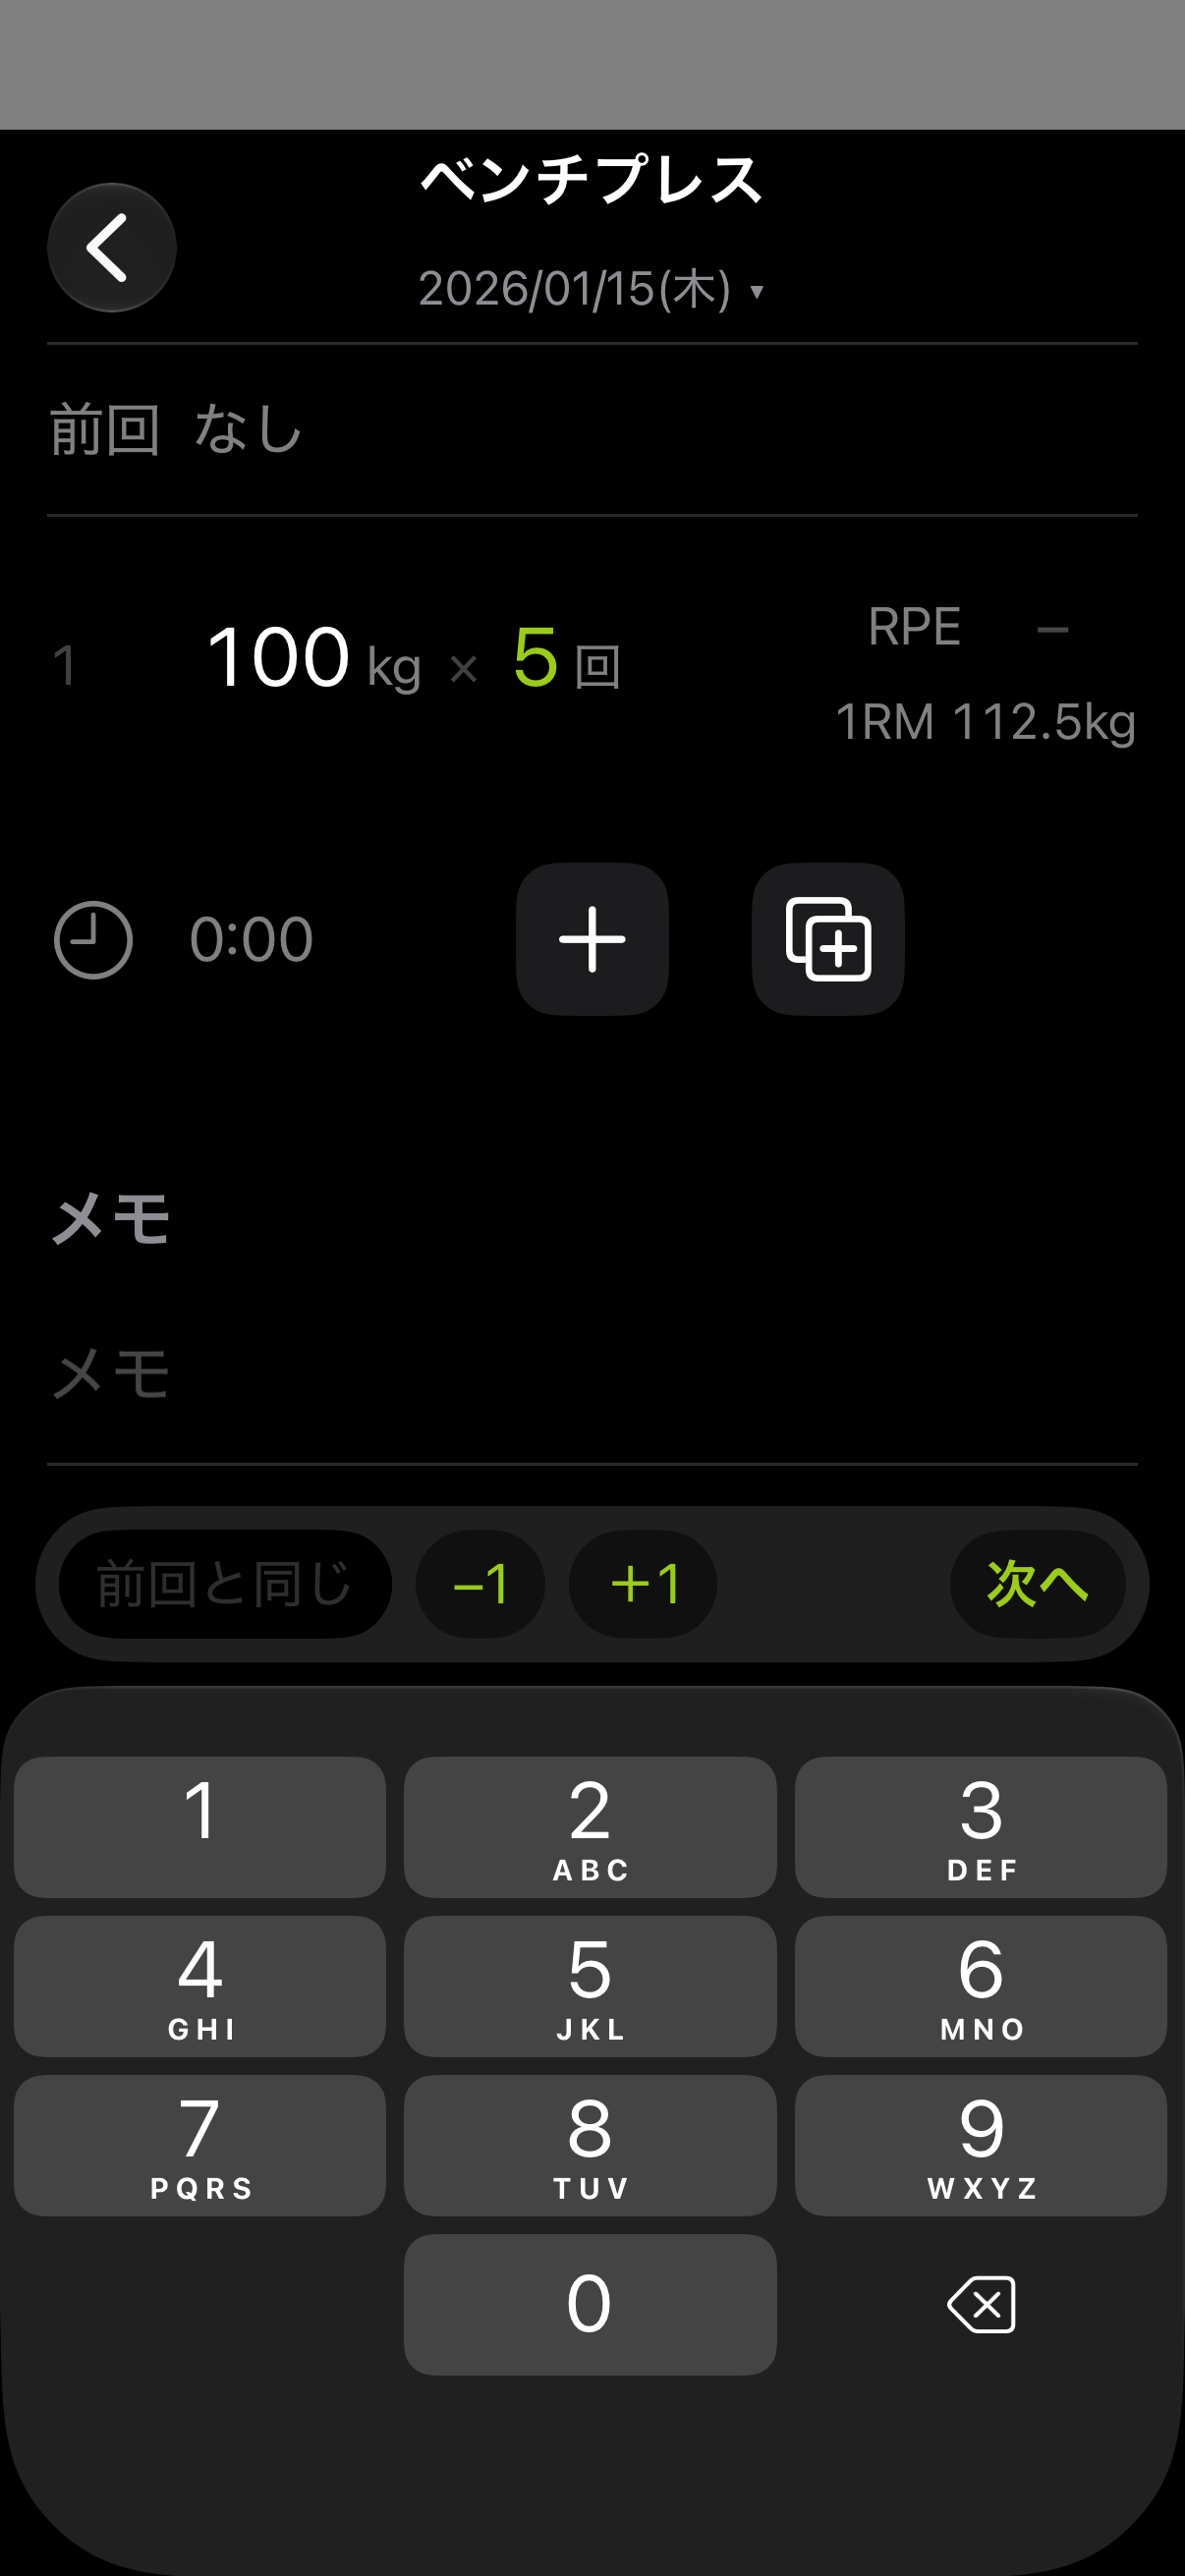 ベンチプレス
2026/01/15(木) ▼
前回 なし
1 100 kg × 5 回
RPE –
1RM 112.5kg
0:00
メモ
メモ
前回と同じ −1 ＋1 次へ
1 2 3
ABC DEF
4 5 6
GHI JKL MNO
7 8 9
PQRS TUV WXYZ
0